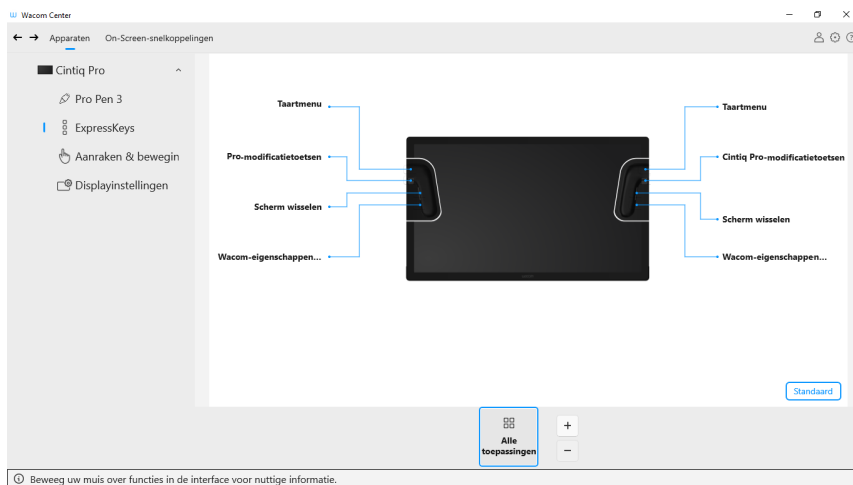 Wacom Center
Apparaten On-Screen-snelkoppelingen
Cintiq Pro
Pro Pen 3
ExpressKeys
Aanraken & bewegin
Displayinstellingen
Taartmenu
Pro-modificatietoetsen
Scherm wisselen
Wacom-eigenschappen...
Taartmenu
Cintiq Pro-modificatietoetsen
Scherm wisselen
Wacom-eigenschappen...
Standaard
Alle
toepassingen
Beweeg uw muis over functies in de interface voor nuttige informatie.